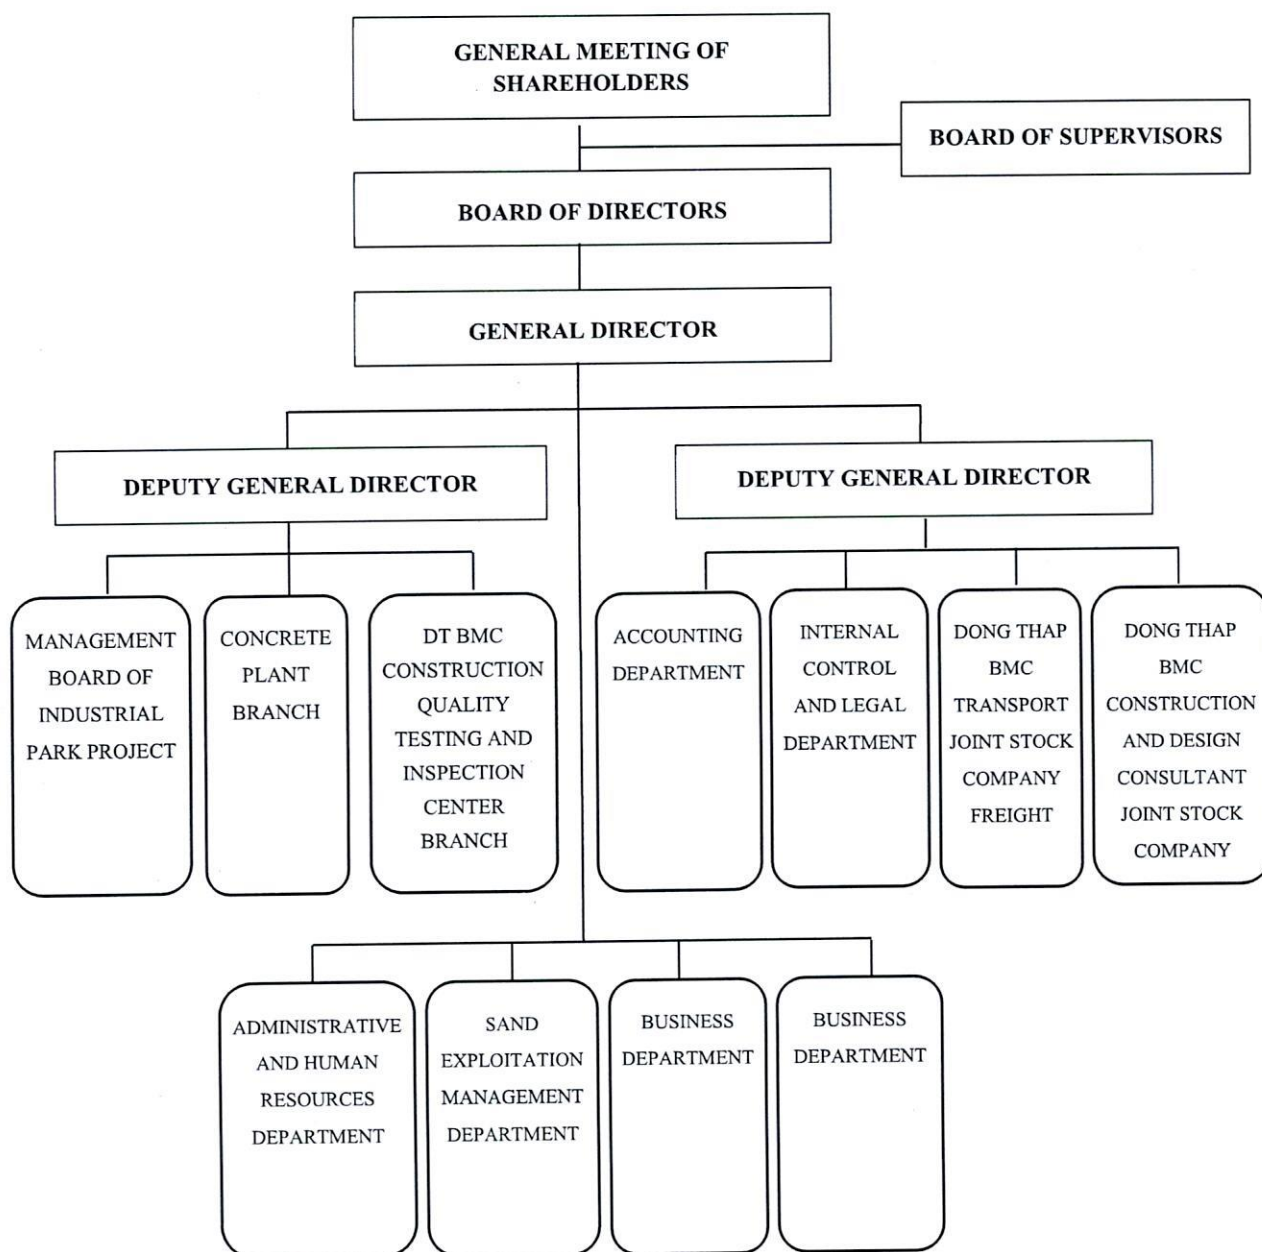 GENERAL MEETING OF
SHAREHOLDERS
BOARD OF SUPERVISORS
BOARD OF DIRECTORS
GENERAL DIRECTOR
DEPUTY GENERAL DIRECTOR
DEPUTY GENERAL DIRECTOR
MANAGEMENT
BOARD OF
INDUSTRIAL
PARK PROJECT
CONCRETE
PLANT
BRANCH
DT BMC
CONSTRUCTION
QUALITY
TESTING AND
INSPECTION
CENTER
BRANCH
ACCOUNTING
DEPARTMENT
INTERNAL
CONTROL
AND LEGAL
DEPARTMENT
DONG THAP
BMC
TRANSPORT
JOINT STOCK
COMPANY
FREIGHT
DONG THAP
BMC
CONSTRUCTION
AND DESIGN
CONSULTANT
JOINT STOCK
COMPANY
ADMINISTRATIVE
AND HUMAN
RESOURCES
DEPARTMENT
SAND
EXPLOITATION
MANAGEMENT
DEPARTMENT
BUSINESS
DEPARTMENT
BUSINESS
DEPARTMENT